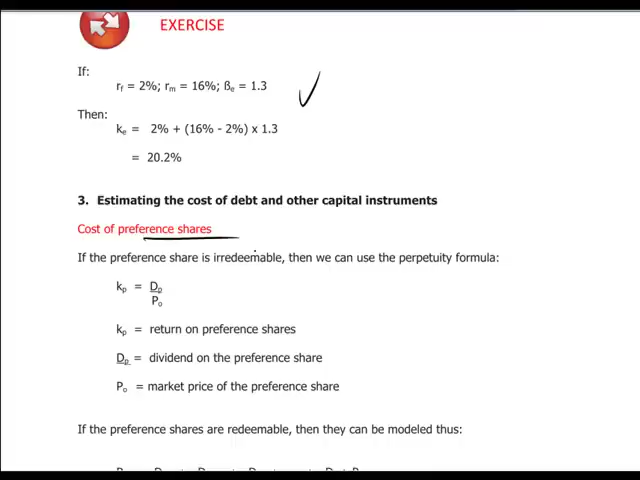 EXERCISE
If:
rf = 2%; rm = 16%; ße = 1.3
Then:
ke = 2% + (16% - 2%) x 1.3
= 20.2%
3. Estimating the cost of debt and other capital instruments
Cost of preference shares
If the preference share is irredeemable, then we can use the perpetuity formula:
kp = Dp
Po
kp = return on preference shares
Dp = dividend on the preference share
Po = market price of the preference share
If the preference shares are redeemable, then they can be modeled thus: